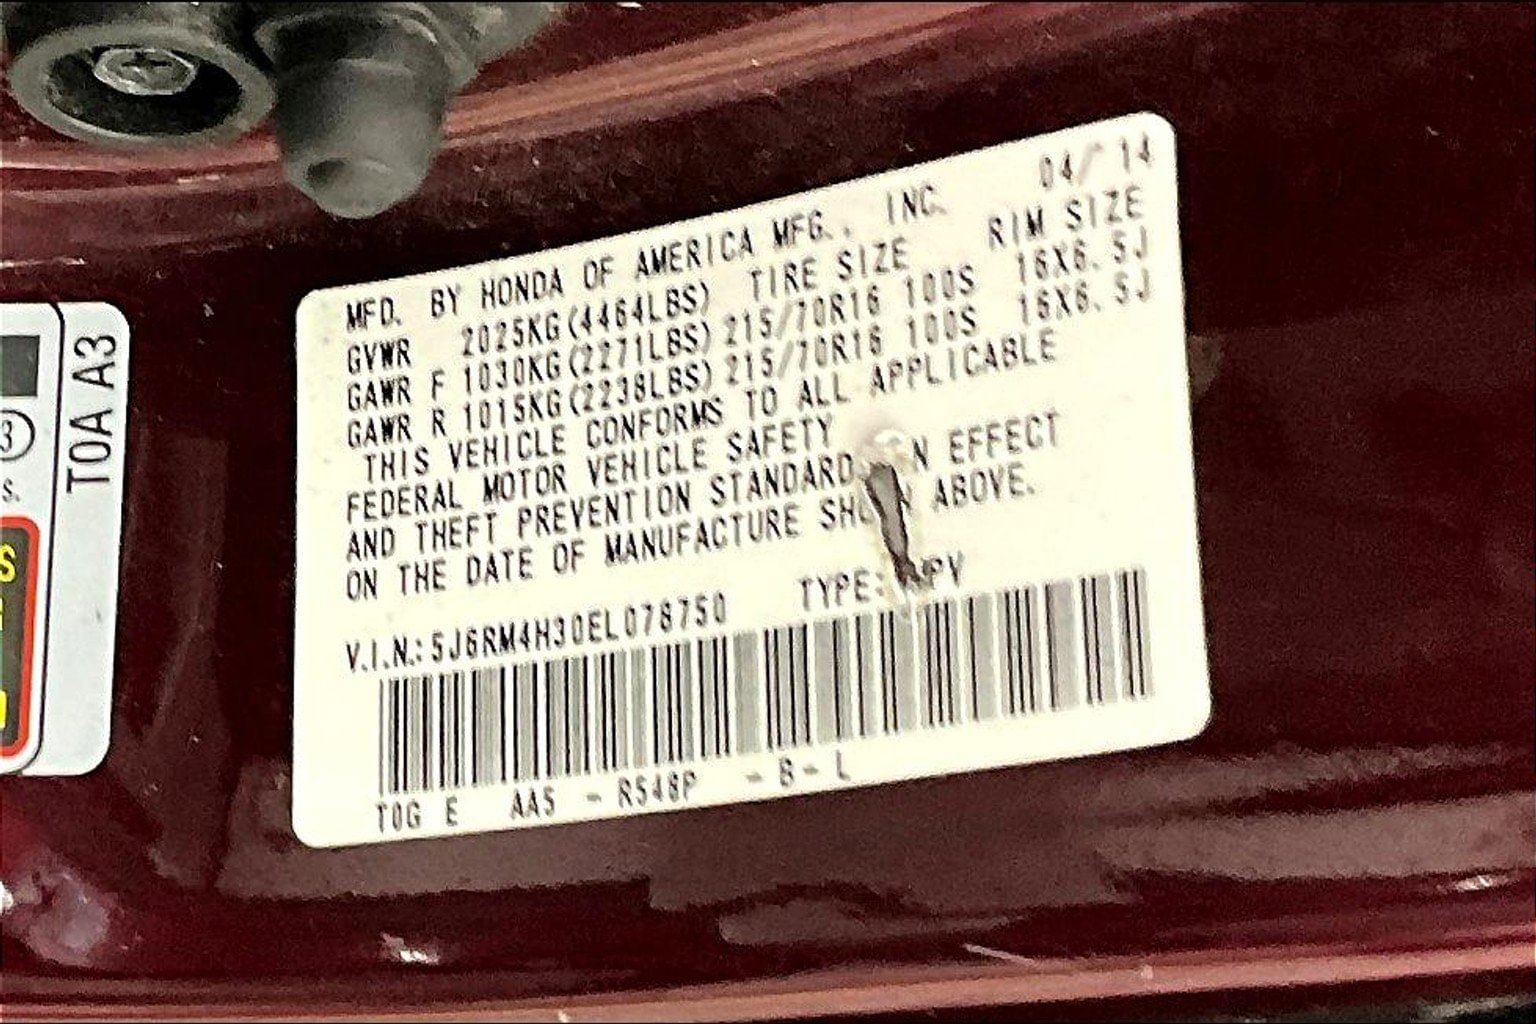 MFD. BY HONDA OF AMERICA MFG., INC. 04/ 14
GVWR 2025KG(4464LBS) TIRE SIZE RIM SIZE
GAWR F 1030KG(2271LBS) 215/70R16 100S 16X6.5J
GAWR R 1015KG(2238LBS) 215/70R16 100S 16X6.5J
THIS VEHICLE CONFORMS TO ALL APPLICABLE
FEDERAL MOTOR VEHICLE SAFETY
AND THEFT PREVENTION STANDARD N EFFECT
ON THE DATE OF MANUFACTURE ABOVE.
V.I.N.: 5J6RM4H30EL078750 TYPE: MPV
T0G E AA5 - R548P - B - L
T0A A3
3
S.
S